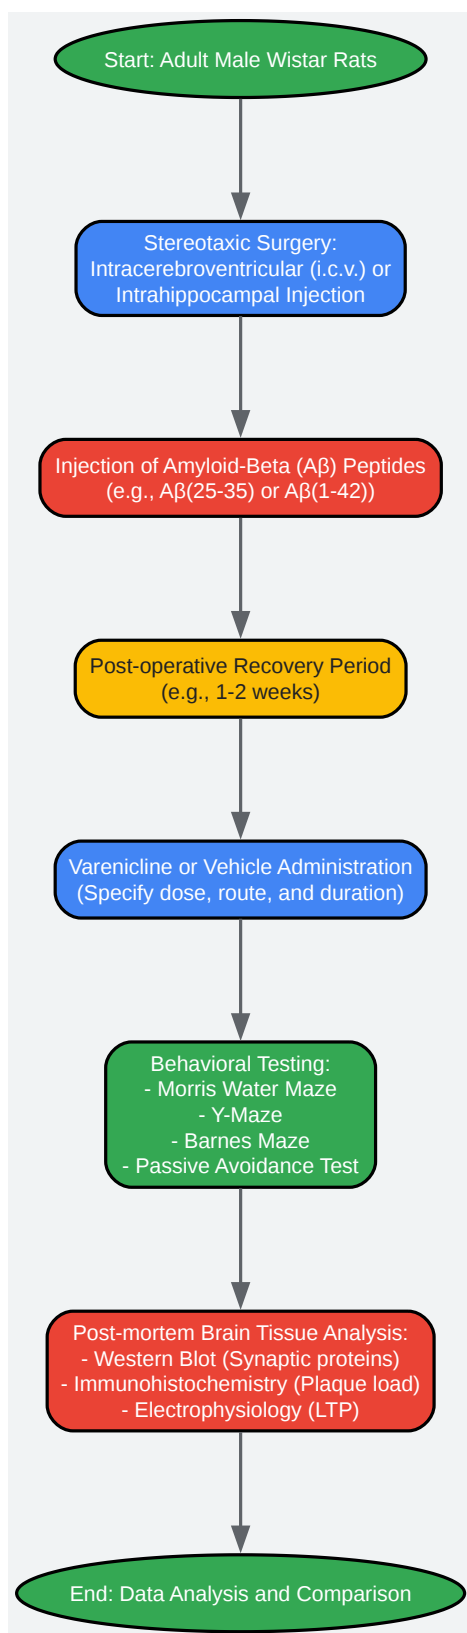 Start: Adult Male Wistar Rats
Stereotaxic Surgery:
Intracerebroventricular (i.c.v.) or
Intrahippocampal Injection
Injection of Amyloid-Beta (Aβ) Peptides
(e.g., Aβ(25-35) or Aβ(1-42))
Post-operative Recovery Period
(e.g., 1-2 weeks)
Varenicline or Vehicle Administration
(Specify dose, route, and duration)
Behavioral Testing:
- Morris Water Maze
- Y-Maze
- Barnes Maze
- Passive Avoidance Test
Post-mortem Brain Tissue Analysis:
- Western Blot (Synaptic proteins)
- Immunohistochemistry (Plaque load)
- Electrophysiology (LTP)
End: Data Analysis and Comparison